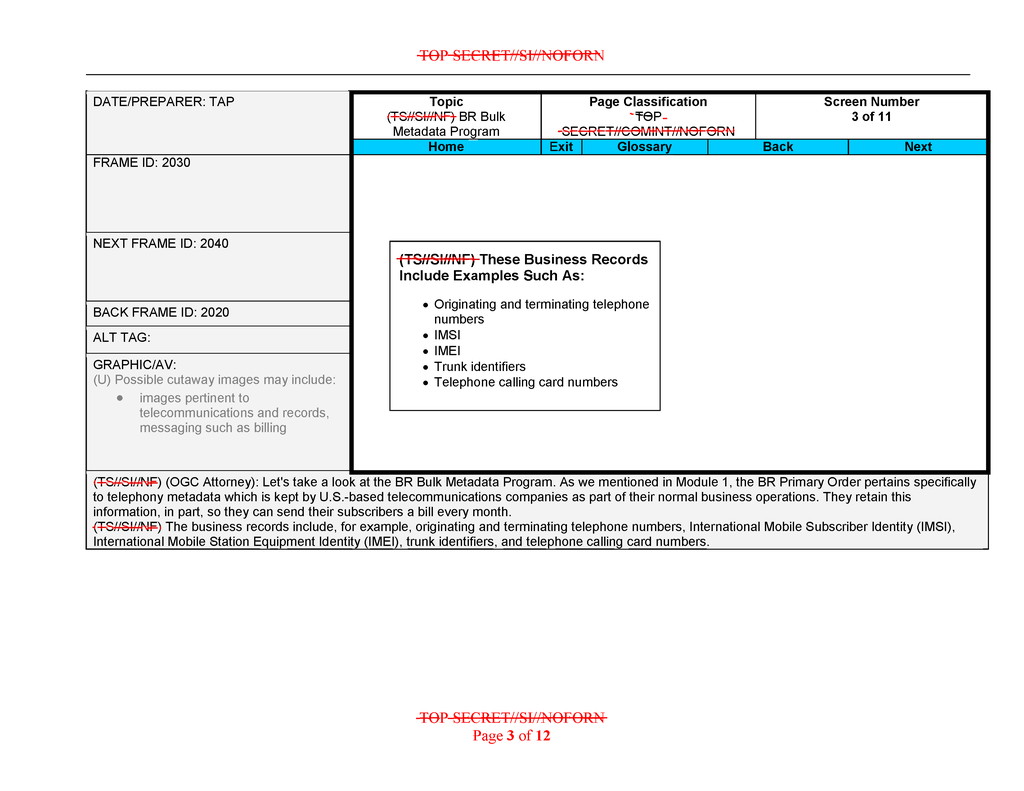 TOP SECRET//SI//NOFORN
DATE/PREPARER: TAP
Topic
(TS//SI//NF) BR Bulk
Metadata Program
Page Classification
TOP
SECRET//COMINT//NOFORN
Screen Number
3 of 11
Home
Exit
Glossary
Back
Next
FRAME ID: 2030
NEXT FRAME ID: 2040
BACK FRAME ID: 2020
ALT TAG:
GRAPHIC/AV:
(U) Possible cutaway images may include:
● images pertinent to
telecommunications and records,
messaging such as billing
(TS//SI//NF) These Business Records
Include Examples Such As:
• Originating and terminating telephone
numbers
• IMSI
• IMEI
• Trunk identifiers
• Telephone calling card numbers
(TS//SI//NF) (OGC Attorney): Let's take a look at the BR Bulk Metadata Program. As we mentioned in Module 1, the BR Primary Order pertains specifically
to telephony metadata which is kept by U.S.-based telecommunications companies as part of their normal business operations. They retain this
information, in part, so they can send their subscribers a bill every month.
(TS//SI//NF) The business records include, for example, originating and terminating telephone numbers, International Mobile Subscriber Identity (IMSI),
International Mobile Station Equipment Identity (IMEI), trunk identifiers, and telephone calling card numbers.
TOP SECRET//SI//NOFORN
Page 3 of 12